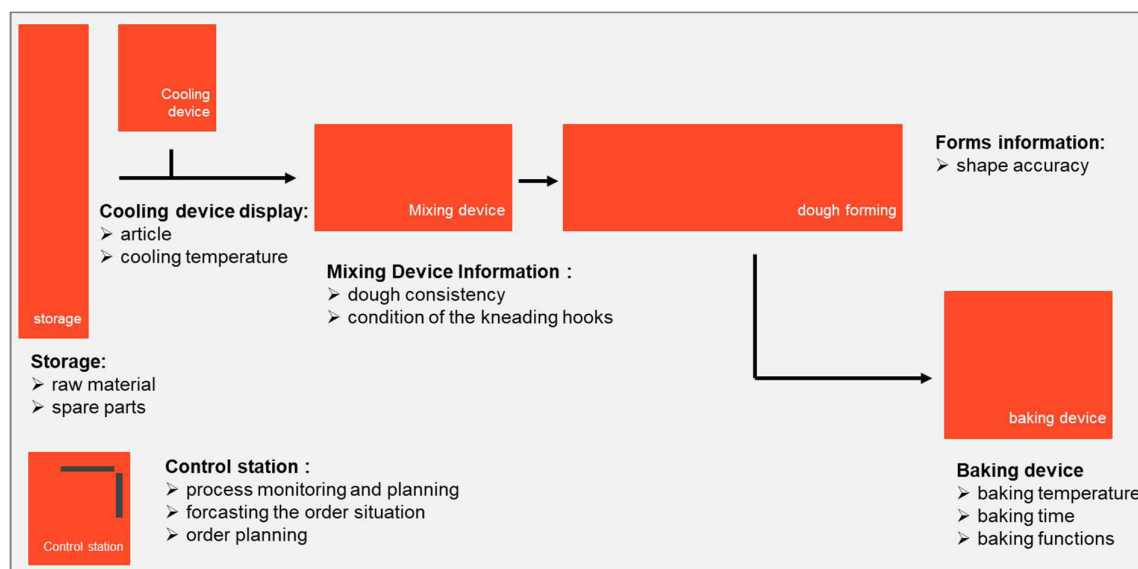 Cooling
device
storage
Cooling device display:
➢ article
➢ cooling temperature
Mixing device
dough forming
Forms information:
➢ shape accuracy
Mixing Device Information :
➢ dough consistency
➢ condition of the kneading hooks
Storage:
➢ raw material
➢ spare parts
baking device
Control station
Control station :
➢ process monitoring and planning
➢ forcasting the order situation
➢ order planning
Baking device
➢ baking temperature
➢ baking time
➢ baking functions